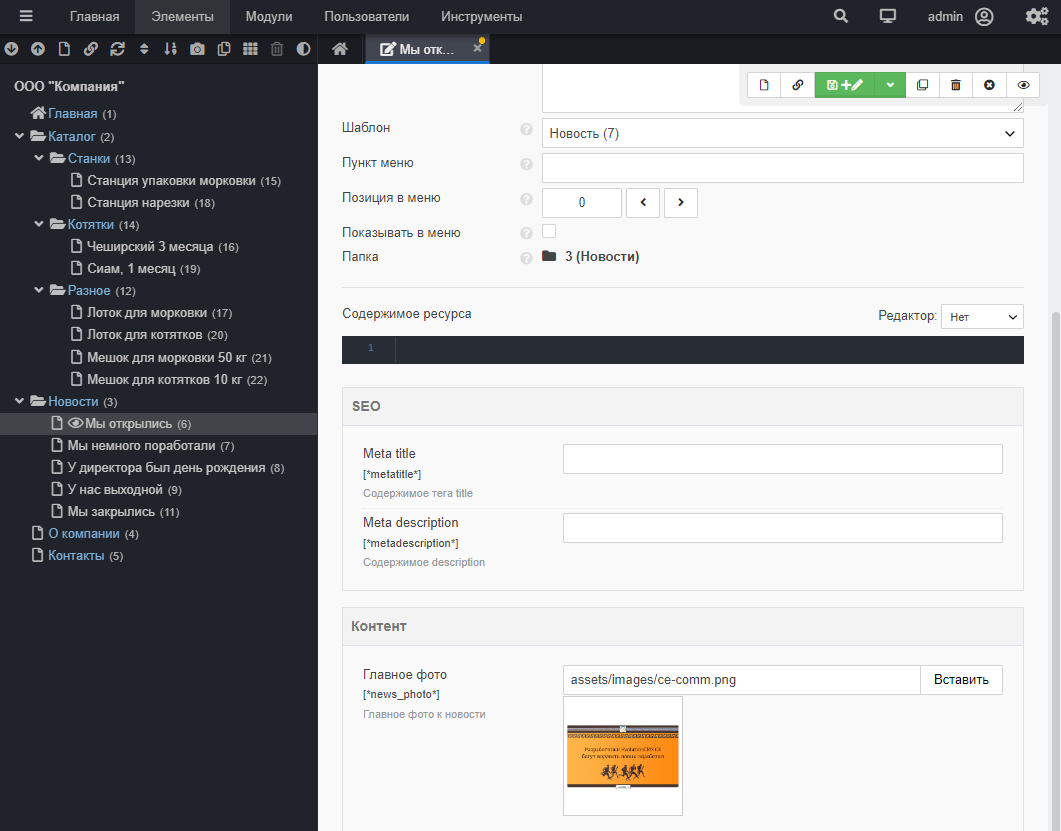 Главная Элементы Модули Пользователи Инструменты admin
Мы отк...
ООО "Компания"
Главная (1)
Каталог (2)
Станки (13)
Станция упаковки морковки (15)
Станция нарезки (18)
Котятки (14)
Чеширский 3 месяца (16)
Сиам, 1 месяц (19)
Разное (12)
Лоток для морковки (17)
Лоток для котятков (20)
Мешок для морковки 50 кг (21)
Мешок для котятков 10 кг (22)
Новости (3)
Мы открылись (6)
Мы немного поработали (7)
У директора был день рождения (8)
У нас выходной (9)
Мы закрылись (11)
О компании (4)
Контакты (5)
Шаблон
Новость (7)
Пункт меню
Позиция в меню
0
Показывать в меню
Папка
3 (Новости)
Содержимое ресурса
Редактор: Нет
1
SEO
Meta title
[*metatitle*]
Содержимое тега title
Meta description
[*metadescription*]
Содержимое description
Контент
Главное фото
[*news_photo*]
Главное фото к новости
assets/images/ce-comm.png
Вставить